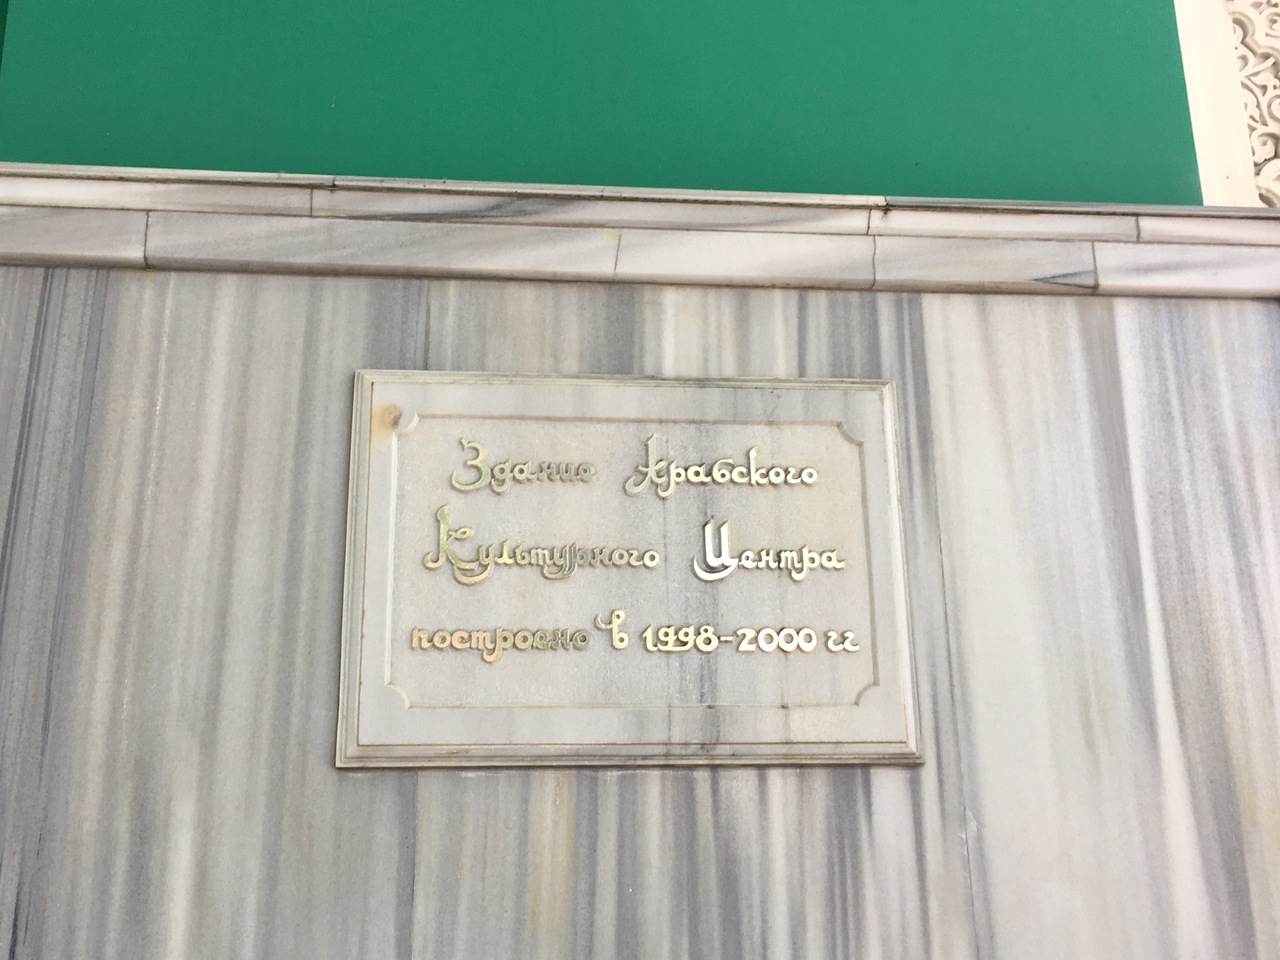 Здание Арабского
Культурного Центра
построено в 1998-2000 гг